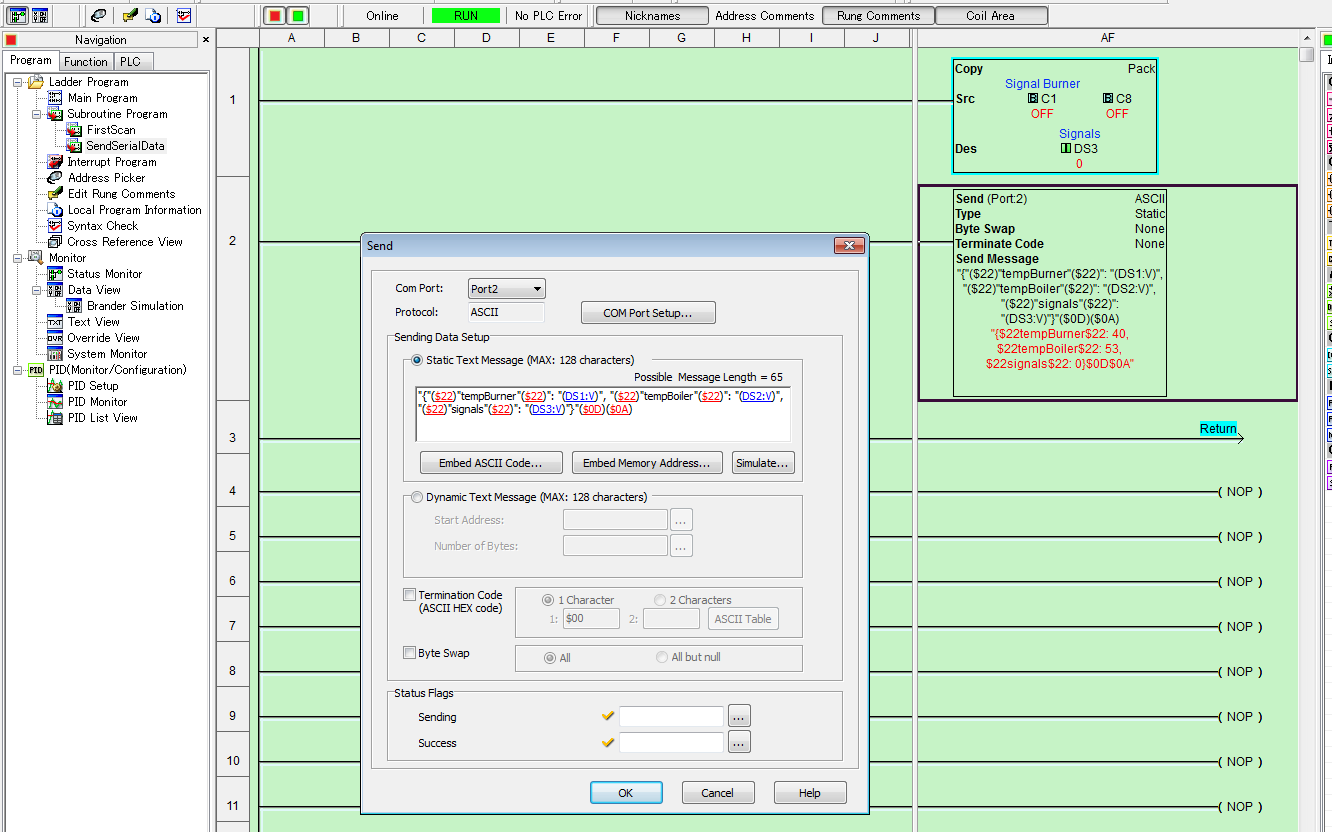 Online
RUN
No PLC Error
Nicknames
Address Comments
Rung Comments
Coil Area
Navigation
Program
Function
PLC
Ladder Program
Main Program
Subroutine Program
FirstScan
SendSerialData
Interrupt Program
Address Picker
Edit Rung Comments
Local Program Information
Syntax Check
Cross Reference View
Monitor
Status Monitor
Data View
Brander Simulation
Text View
Override View
System Monitor
PID(Monitor/Configuration)
PID Setup
PID Monitor
PID List View
A B C D E F G H I J AF
1
Copy Pack
Signal Burner
Src C1 C8
OFF OFF
Signals
Des DS3
0
2
Send (Port:2) ASCII
Type Static
Byte Swap None
Terminate Code None
Send Message
"{"($22)"tempBurner"($22)": "(DS1:V)",
"($22)"tempBoiler"($22)": "(DS2:V)",
"($22)"signals"($22)":
"(DS3:V)"}"($0D)($0A)
"{$22tempBurner$22: 40,
$22tempBoiler$22: 53,
$22signals$22: 0}$0D$0A"
3
Return
4 ( NOP )
5 ( NOP )
6 ( NOP )
7 ( NOP )
8 ( NOP )
9 ( NOP )
10 ( NOP )
11 ( NOP )
Send
Com Port: Port2
Protocol: ASCII
COM Port Setup...
Sending Data Setup
Static Text Message (MAX: 128 characters)
Possible Message Length = 65
"{"($22)"tempBurner"($22)": "(DS1:V)", "($22)"tempBoiler"($22)": "(DS2:V)",
"($22)"signals"($22)": "(DS3:V)"}"($0D)($0A)
Embed ASCII Code...
Embed Memory Address...
Simulate...
Dynamic Text Message (MAX: 128 characters)
Start Address: ...
Number of Bytes: ...
Termination Code
(ASCII HEX code)
1 Character 2 Characters
1: $00 2: ASCII Table
Byte Swap
All All but null
Status Flags
Sending ...
Success ...
OK
Cancel
Help